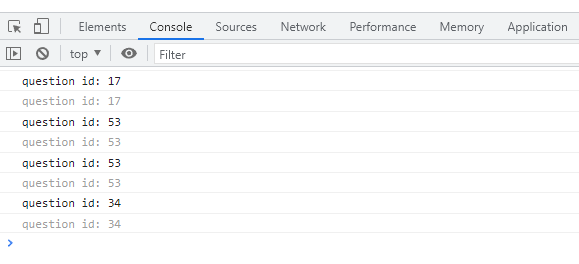 Elements Console Sources Network Performance Memory Application
top ▼ Filter
question id: 17
question id: 17
question id: 53
question id: 53
question id: 53
question id: 53
question id: 34
question id: 34
>